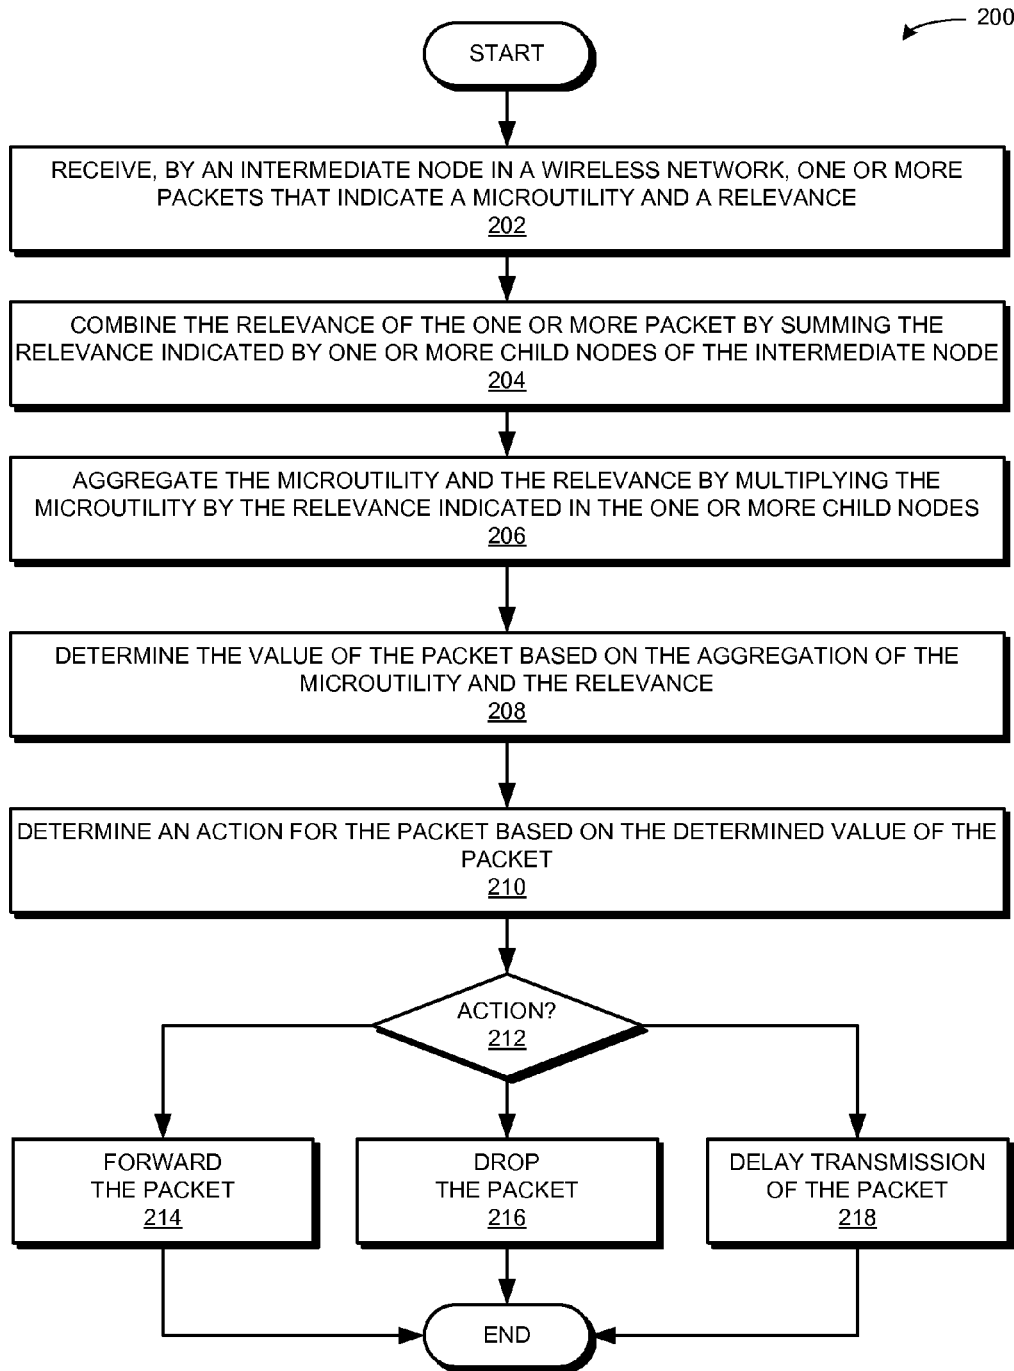 200
START
RECEIVE, BY AN INTERMEDIATE NODE IN A WIRELESS NETWORK, ONE OR MORE
PACKETS THAT INDICATE A MICROUTILITY AND A RELEVANCE
202
COMBINE THE RELEVANCE OF THE ONE OR MORE PACKET BY SUMMING THE
RELEVANCE INDICATED BY ONE OR MORE CHILD NODES OF THE INTERMEDIATE NODE
204
AGGREGATE THE MICROUTILITY AND THE RELEVANCE BY MULTIPLYING THE
MICROUTILITY BY THE RELEVANCE INDICATED IN THE ONE OR MORE CHILD NODES
206
DETERMINE THE VALUE OF THE PACKET BASED ON THE AGGREGATION OF THE
MICROUTILITY AND THE RELEVANCE
208
DETERMINE AN ACTION FOR THE PACKET BASED ON THE DETERMINED VALUE OF THE
PACKET
210
ACTION?
212
FORWARD
THE PACKET
214
DROP
THE PACKET
216
DELAY TRANSMISSION
OF THE PACKET
218
END